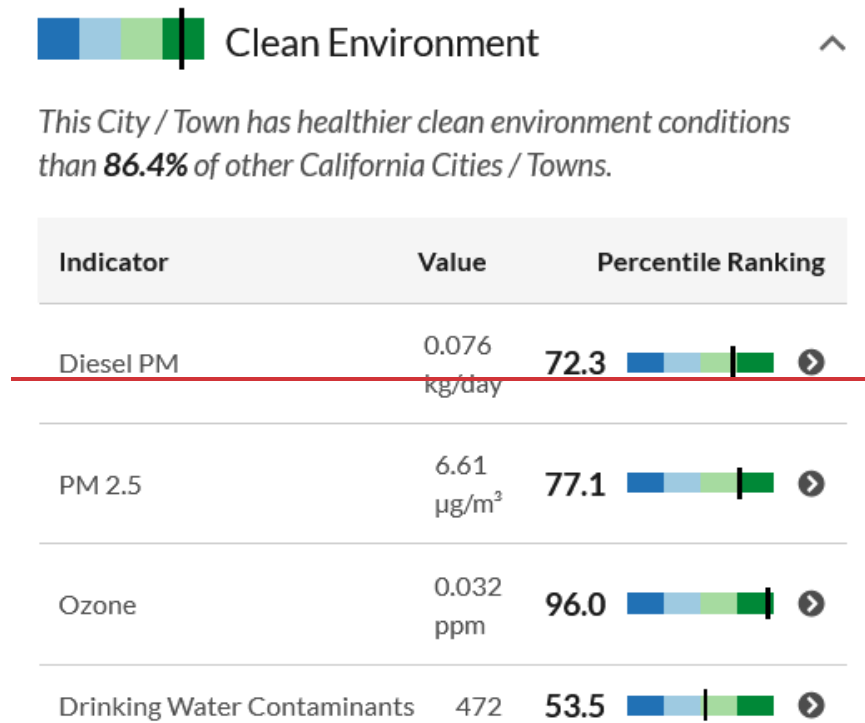 Clean Environment
This City / Town has healthier clean environment conditions
than 86.4% of other California Cities / Towns.
Indicator Value Percentile Ranking
Diesel PM 0.076 kg/day 72.3
PM 2.5 6.61 µg/m³ 77.1
Ozone 0.032 ppm 96.0
Drinking Water Contaminants 472 53.5